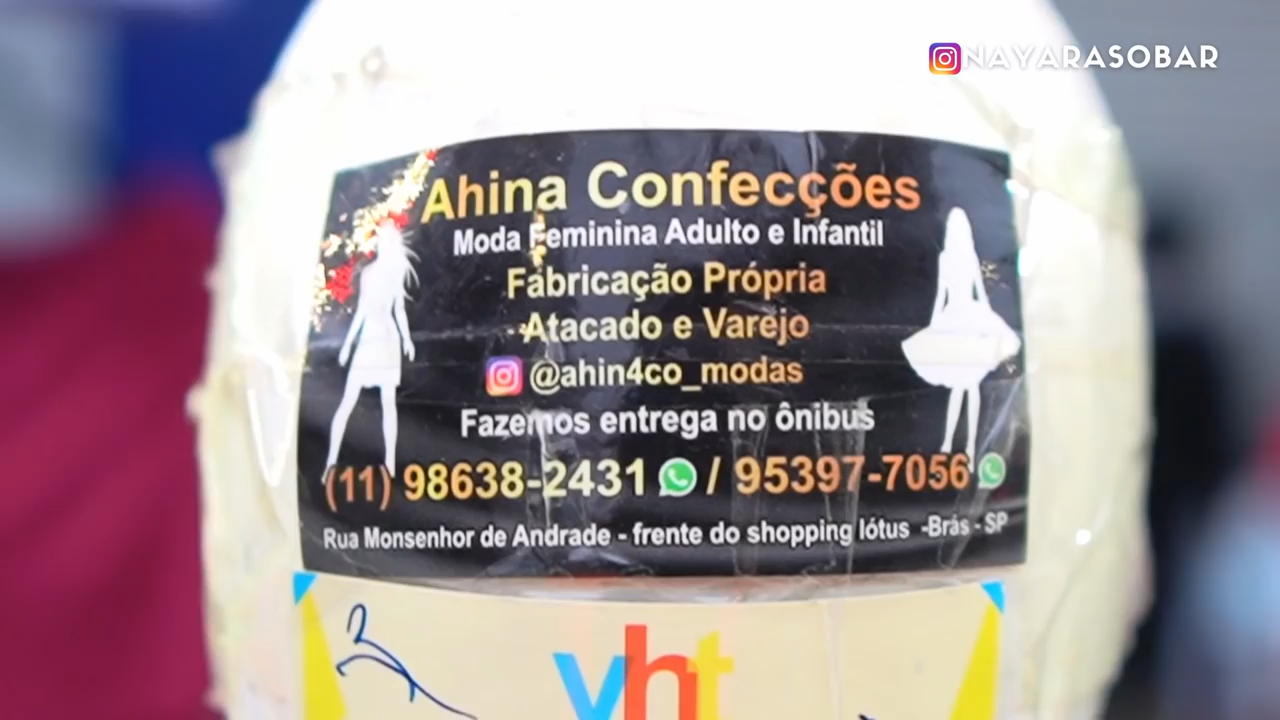 NAYARASOBAR
Ahina Confecções
Moda Feminina Adulto e Infantil
Fabricação Própria
Atacado e Varejo
@ahin4co_modas
Fazemos entrega no ônibus
(11) 98638-2431 / 95397-7056
Rua Monsenhor de Andrade - frente do shopping lótus -Brás - SP
vht